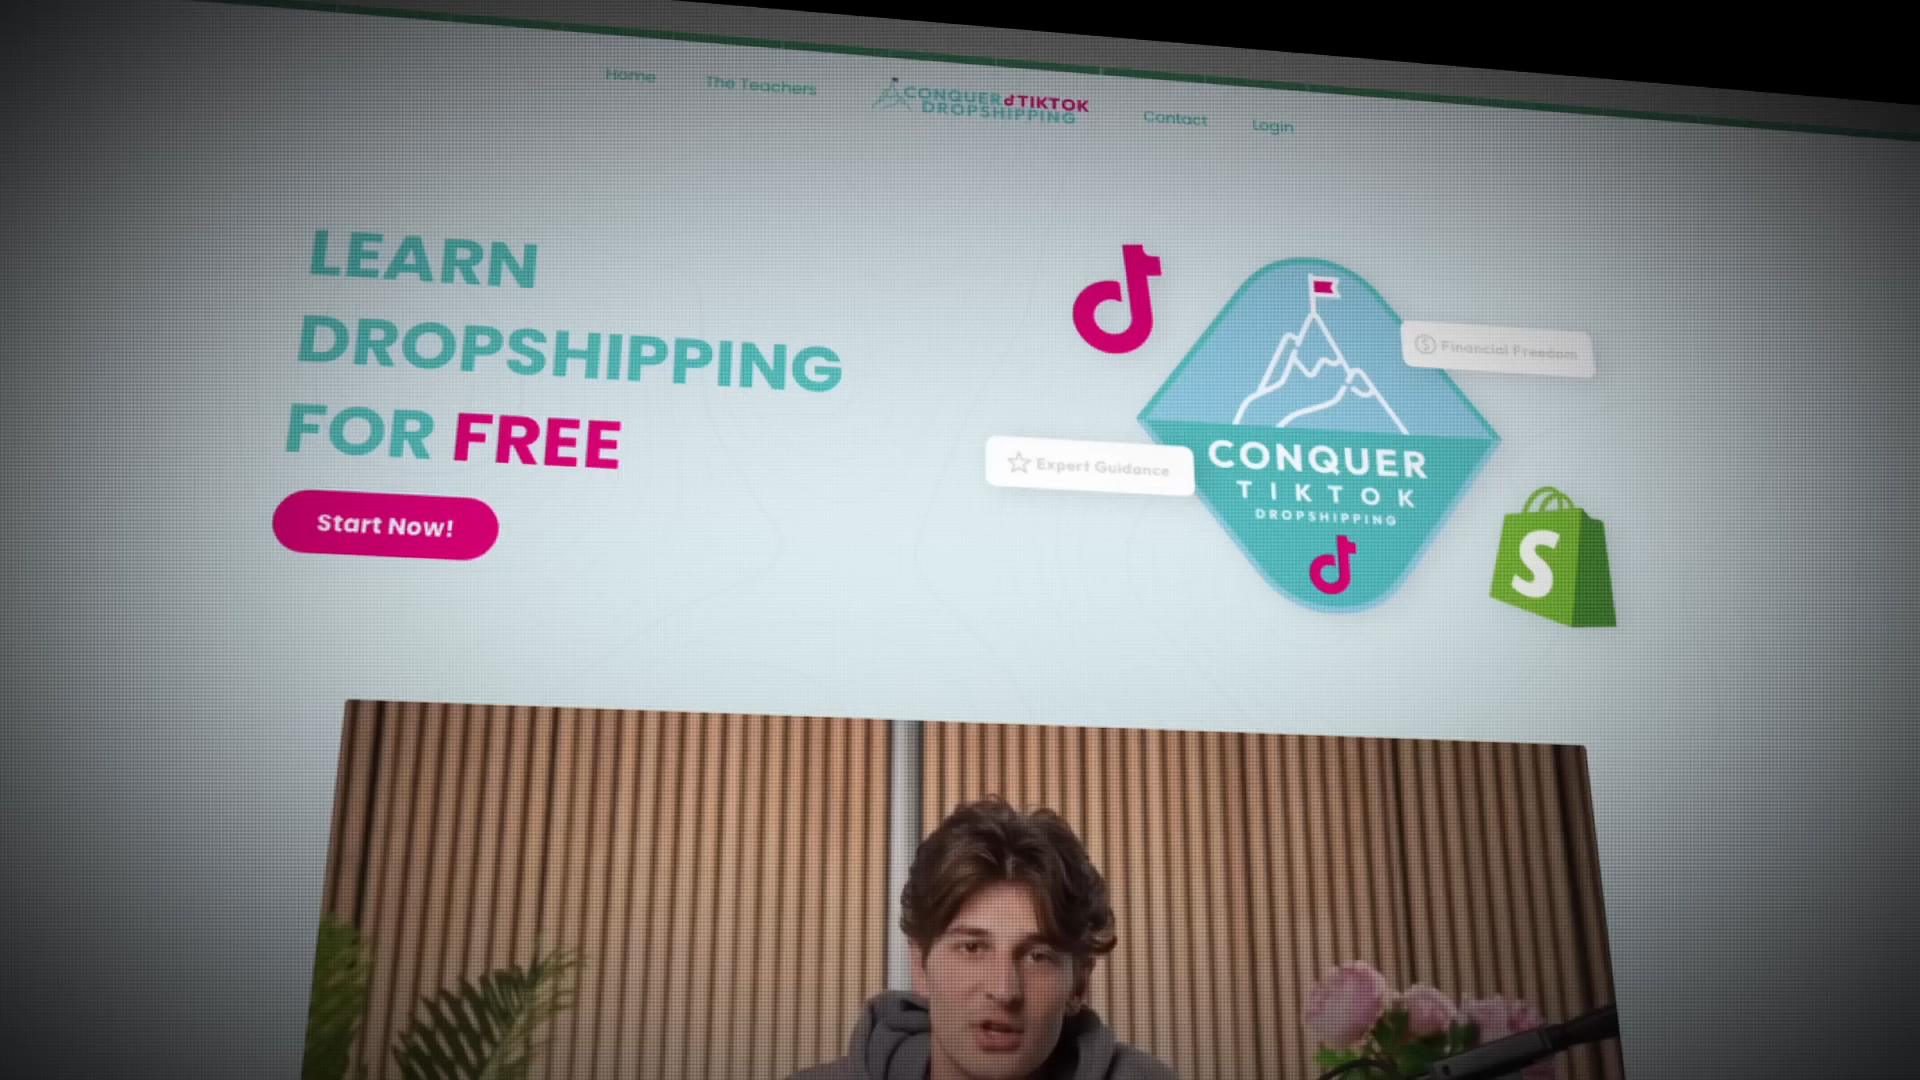 Home
The Teachers
CONQUER TIKTOK
DROPSHIPPING
Contact
Login
LEARN
DROPSHIPPING
FOR FREE
Start Now!
Financial Freedom
Expert Guidance
CONQUER
TIKTOK
DROPSHIPPING